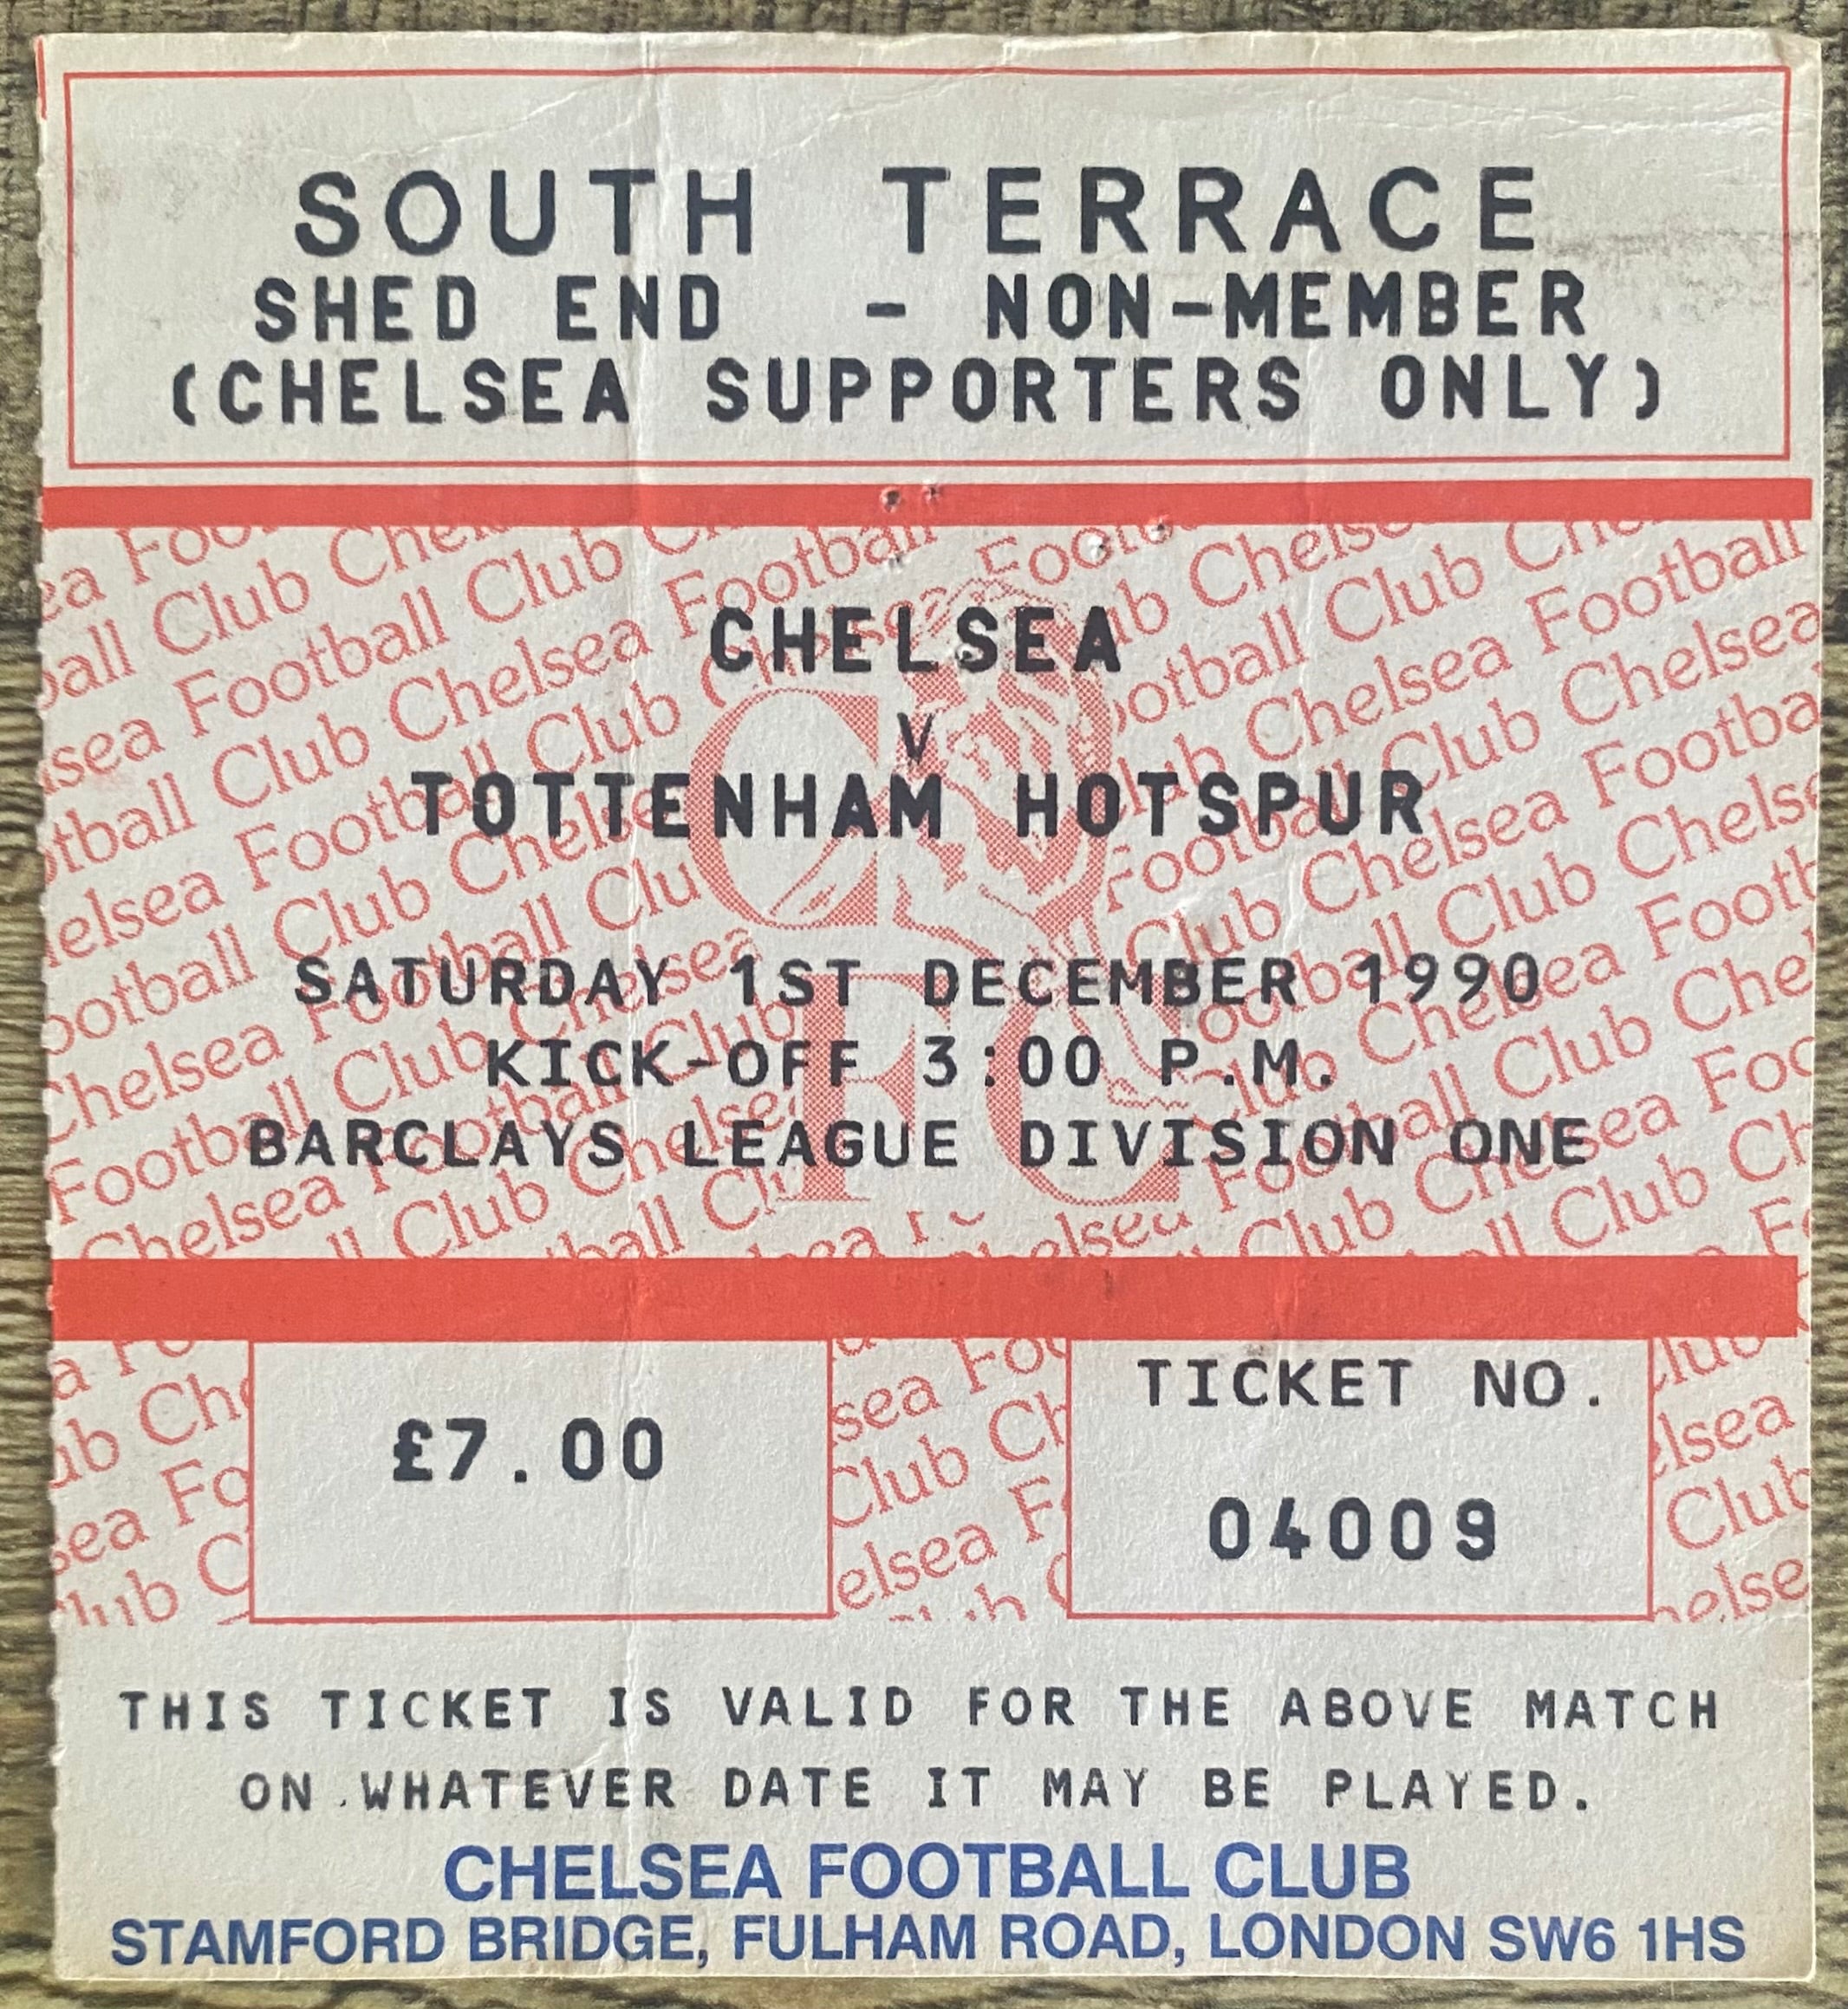 SOUTH TERRACE
SHED END - NON-MEMBER
(CHELSEA SUPPORTERS ONLY)
CHELSEA
V
TOTTENHAM HOTSPUR
SATURDAY 1ST DECEMBER 1990
KICK-OFF 3:00 P.M.
BARCLAYS LEAGUE DIVISION ONE
£7.00
TICKET NO.
04009
THIS TICKET IS VALID FOR THE ABOVE MATCH
ON WHATEVER DATE IT MAY BE PLAYED.
CHELSEA FOOTBALL CLUB
STAMFORD BRIDGE, FULHAM ROAD, LONDON SW6 1HS